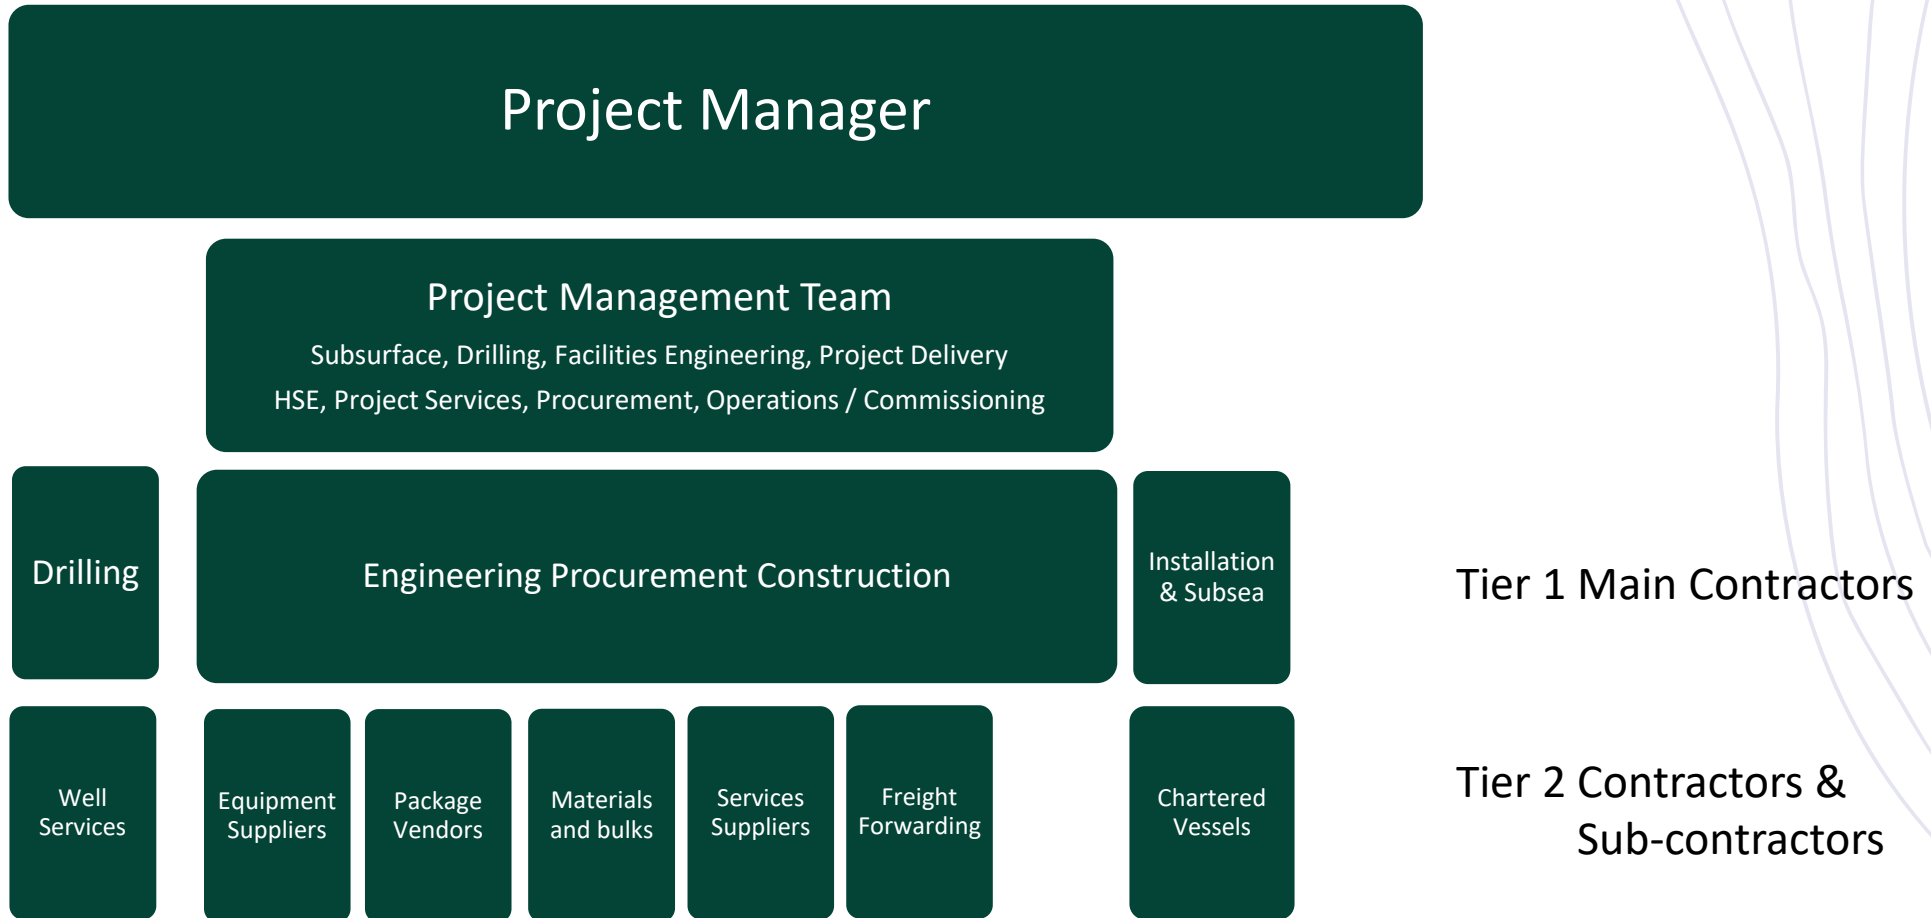 Project Manager
Project Management Team
Subsurface, Drilling, Facilities Engineering, Project Delivery
HSE, Project Services, Procurement, Operations / Commissioning
Drilling
Engineering Procurement Construction
Installation
& Subsea
Tier 1 Main Contractors
Well
Services
Equipment
Suppliers
Package
Vendors
Materials
and bulks
Services
Suppliers
Freight
Forwarding
Chartered
Vessels
Tier 2 Contractors &
Sub-contractors